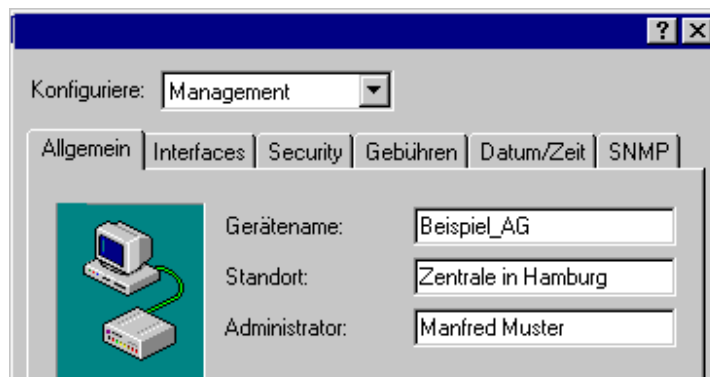 Konfiguriere: Management
Allgemein Interfaces Security Gebühren Datum/Zeit SNMP
Gerätename: Beispiel_AG
Standort: Zentrale in Hamburg
Administrator: Manfred Muster